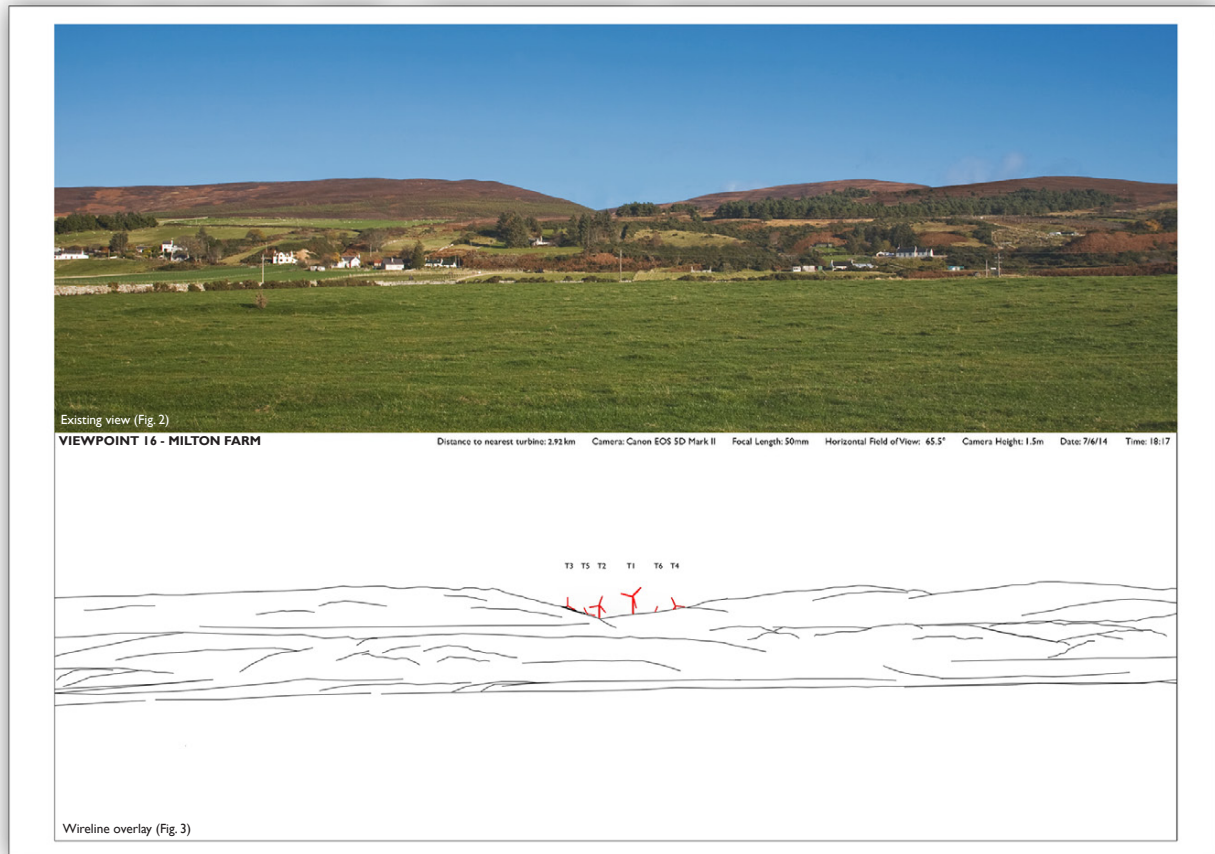 Existing view (Fig. 2)
VIEWPOINT 16 - MILTON FARM
Distance to nearest turbine: 2.92 km Camera: Canon EOS 5D Mark II Focal Length: 50mm Horizontal Field of View: 65.5° Camera Height: 1.5m Date: 7/6/14 Time: 18:17
T3 T5 T2 T1 T6 T4
Wireline overlay (Fig. 3)